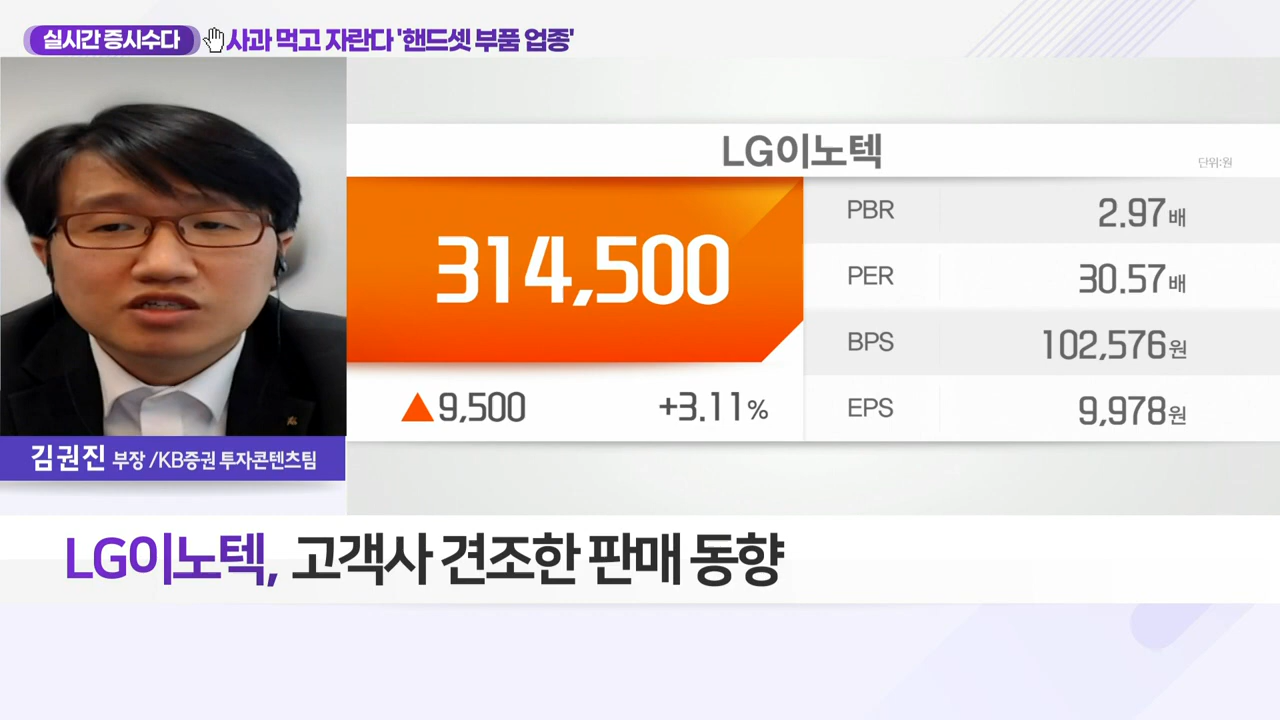 실시간 증시수다
사과 먹고 자란다 '핸드셋 부품 업종'
LG이노텍
단위:원
314,500
▲9,500 +3.11%
PBR 2.97배
PER 30.57배
BPS 102,576원
EPS 9,978원
김권진 부장 /KB증권 투자콘텐츠팀
LG이노텍, 고객사 견조한 판매 동향